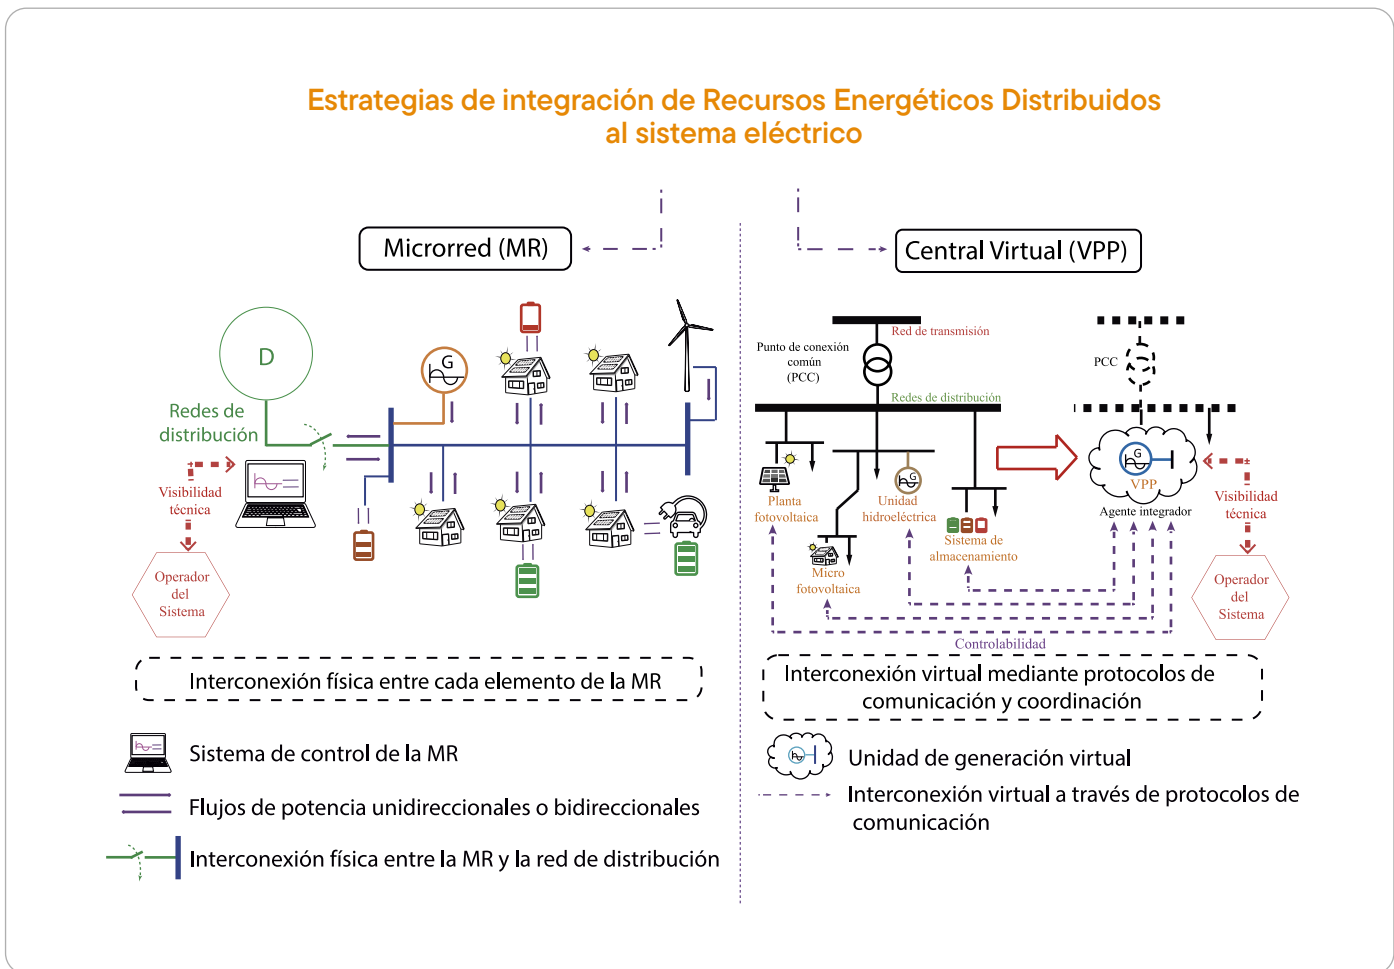 Estrategias de integración de Recursos Energéticos Distribuidos
al sistema eléctrico
Microrred (MR)
D
Redes de
distribución
G
Visibilidad
técnica
Operador
del
Sistema
Interconexión física entre cada elemento de la MR
Sistema de control de la MR
Flujos de potencia unidireccionales o bidireccionales
Interconexión física entre la MR y la red de distribución
Central Virtual (VPP)
Red de transmisión
Punto de conexión
común
(PCC)
Redes de distribución
Planta
fotovoltaica
Unidad
hidroeléctrica
G
Sistema de
almacenamiento
Micro
fotovoltaica
PCC
G
VPP
Agente integrador
Visibilidad
técnica
Operador
del
Sistema
Controlabilidad
Interconexión virtual mediante protocolos de
comunicación y coordinación
Unidad de generación virtual
Interconexión virtual a través de protocolos de
comunicación